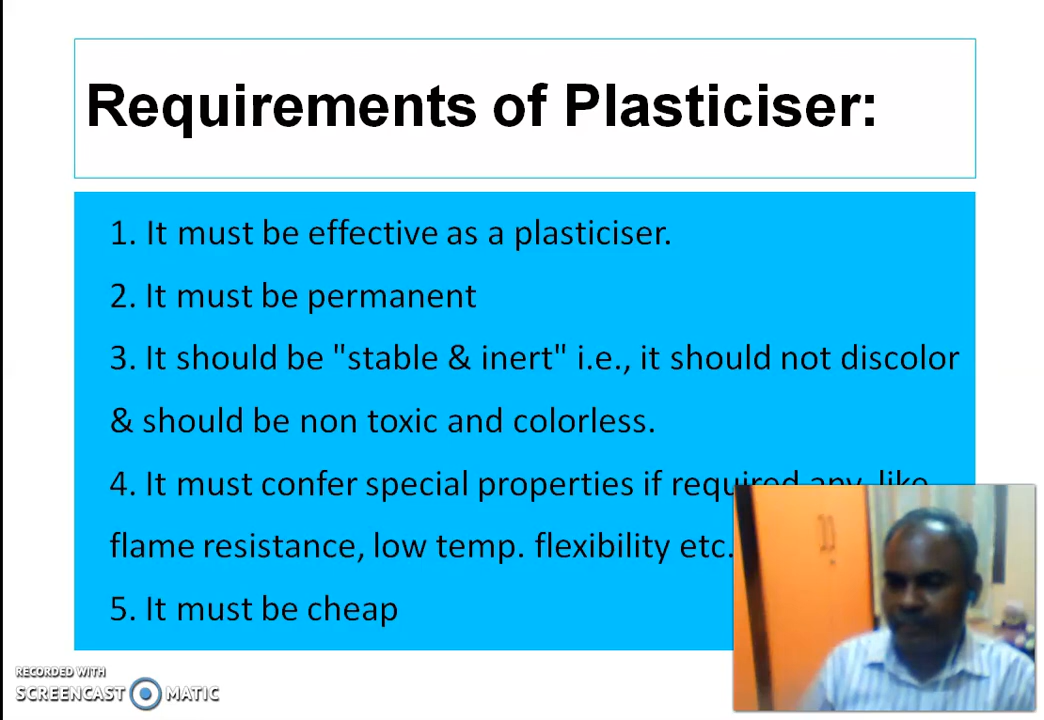 Requirements of Plasticiser:
1. It must be effective as a plasticiser.
2. It must be permanent
3. It should be "stable & inert" i.e., it should not discolor
& should be non toxic and colorless.
4. It must confer special properties if required any, like
flame resistance, low temp. flexibility etc.
5. It must be cheap
RECORDED WITH
SCREENCAST MATIC